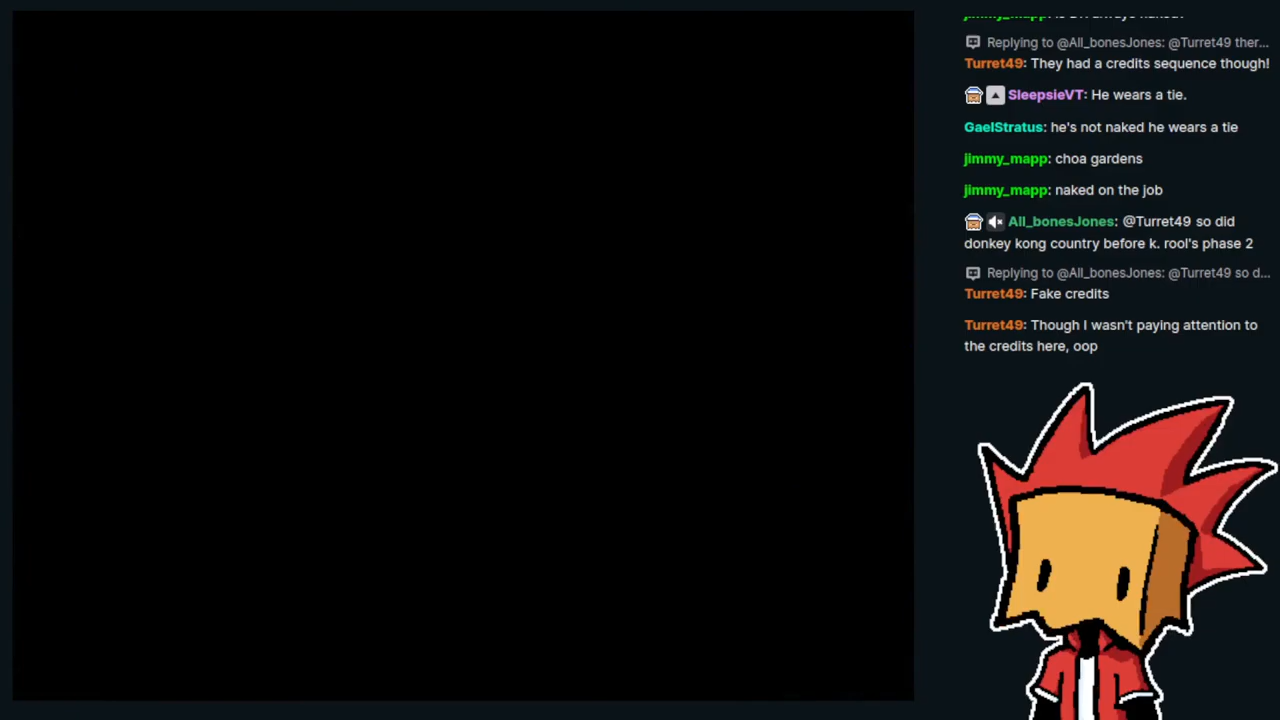 Replying to @All_bonesJones: @Turret49 ther...
Turret49: They had a credits sequence though!
SleepsieVT: He wears a tie.
GaelStratus: he's not naked he wears a tie
jimmy_mapp: choa gardens
jimmy_mapp: naked on the job
All_bonesJones: @Turret49 so did
donkey kong country before k. rool's phase 2
Replying to @All_bonesJones: @Turret49 so d...
Turret49: Fake credits
Turret49: Though I wasn't paying attention to
the credits here, oop